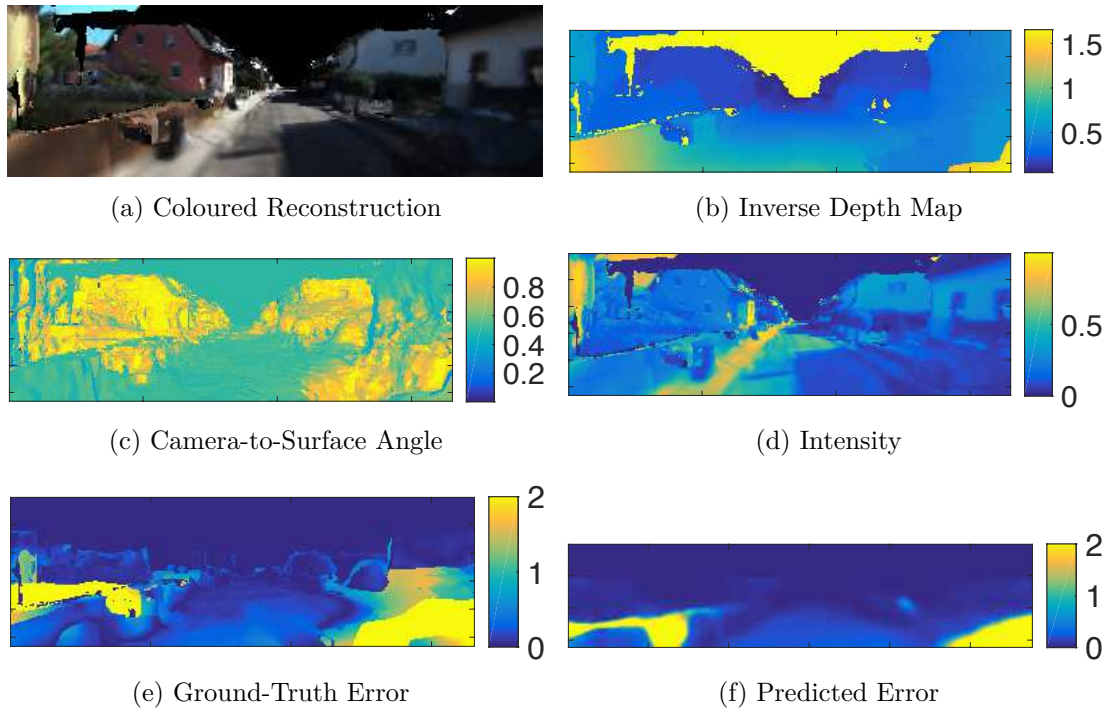 (a) Coloured Reconstruction
1.5
1
0.5
(b) Inverse Depth Map
0.8
0.6
0.4
0.2
(c) Camera-to-Surface Angle
0.5
0
(d) Intensity
2
1
0
(e) Ground-Truth Error
2
1
0
(f) Predicted Error